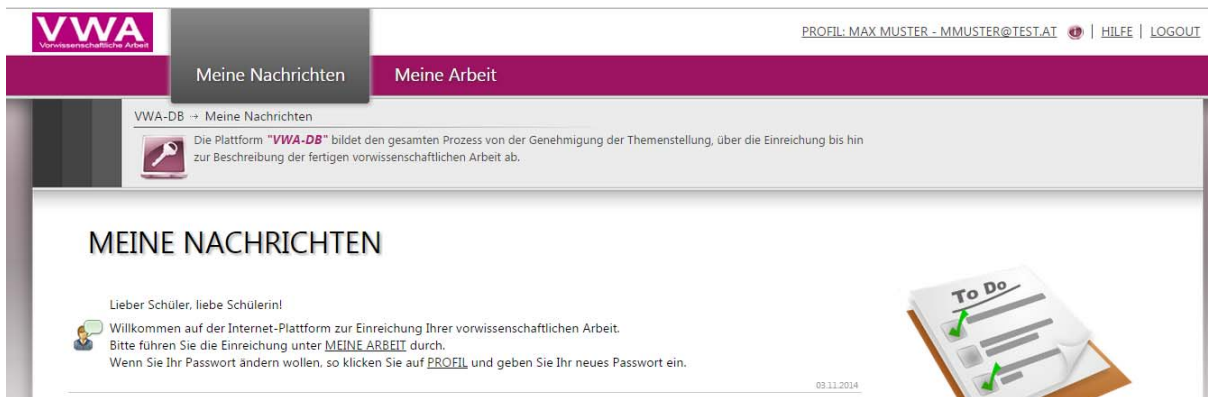 VWA
Vorwissenschaftliche Arbeit
PROFIL: MAX MUSTER - MMUSTER@TEST.AT | HILFE | LOGOUT
Meine Nachrichten Meine Arbeit
VWA-DB → Meine Nachrichten
Die Plattform "VWA-DB" bildet den gesamten Prozess von der Genehmigung der Themenstellung, über die Einreichung bis hin
zur Beschreibung der fertigen vorwissenschaftlichen Arbeit ab.
MEINE NACHRICHTEN
Lieber Schüler, liebe Schülerin!
Willkommen auf der Internet-Plattform zur Einreichung Ihrer vorwissenschaftlichen Arbeit.
Bitte führen Sie die Einreichung unter MEINE ARBEIT durch.
Wenn Sie Ihr Passwort ändern wollen, so klicken Sie auf PROFIL und geben Sie Ihr neues Passwort ein.
03.11.2014
To Do